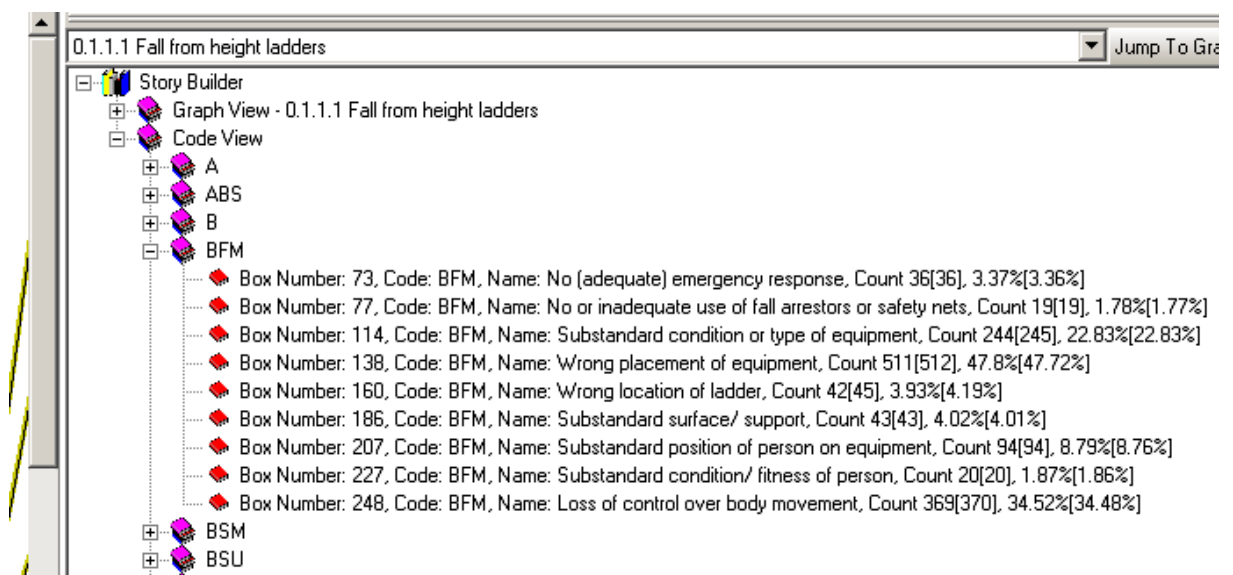 0.1.1.1 Fall from height ladders
Jump To Gra
Story Builder
Graph View - 0.1.1.1 Fall from height ladders
Code View
A
ABS
B
BFM
Box Number: 73, Code: BFM, Name: No (adequate) emergency response, Count 36[36], 3.37%[3.36%]
Box Number: 77, Code: BFM, Name: No or inadequate use of fall arrestors or safety nets, Count 19[19], 1.78%[1.77%]
Box Number: 114, Code: BFM, Name: Substandard condition or type of equipment, Count 244[245], 22.83%[22.83%]
Box Number: 138, Code: BFM, Name: Wrong placement of equipment, Count 511[512], 47.8%[47.72%]
Box Number: 160, Code: BFM, Name: Wrong location of ladder, Count 42[45], 3.93%[4.19%]
Box Number: 186, Code: BFM, Name: Substandard surface/ support, Count 43[43], 4.02%[4.01%]
Box Number: 207, Code: BFM, Name: Substandard position of person on equipment, Count 94[94], 8.79%[8.76%]
Box Number: 227, Code: BFM, Name: Substandard condition/ fitness of person, Count 20[20], 1.87%[1.86%]
Box Number: 248, Code: BFM, Name: Loss of control over body movement, Count 369[370], 34.52%[34.48%]
BSM
BSU